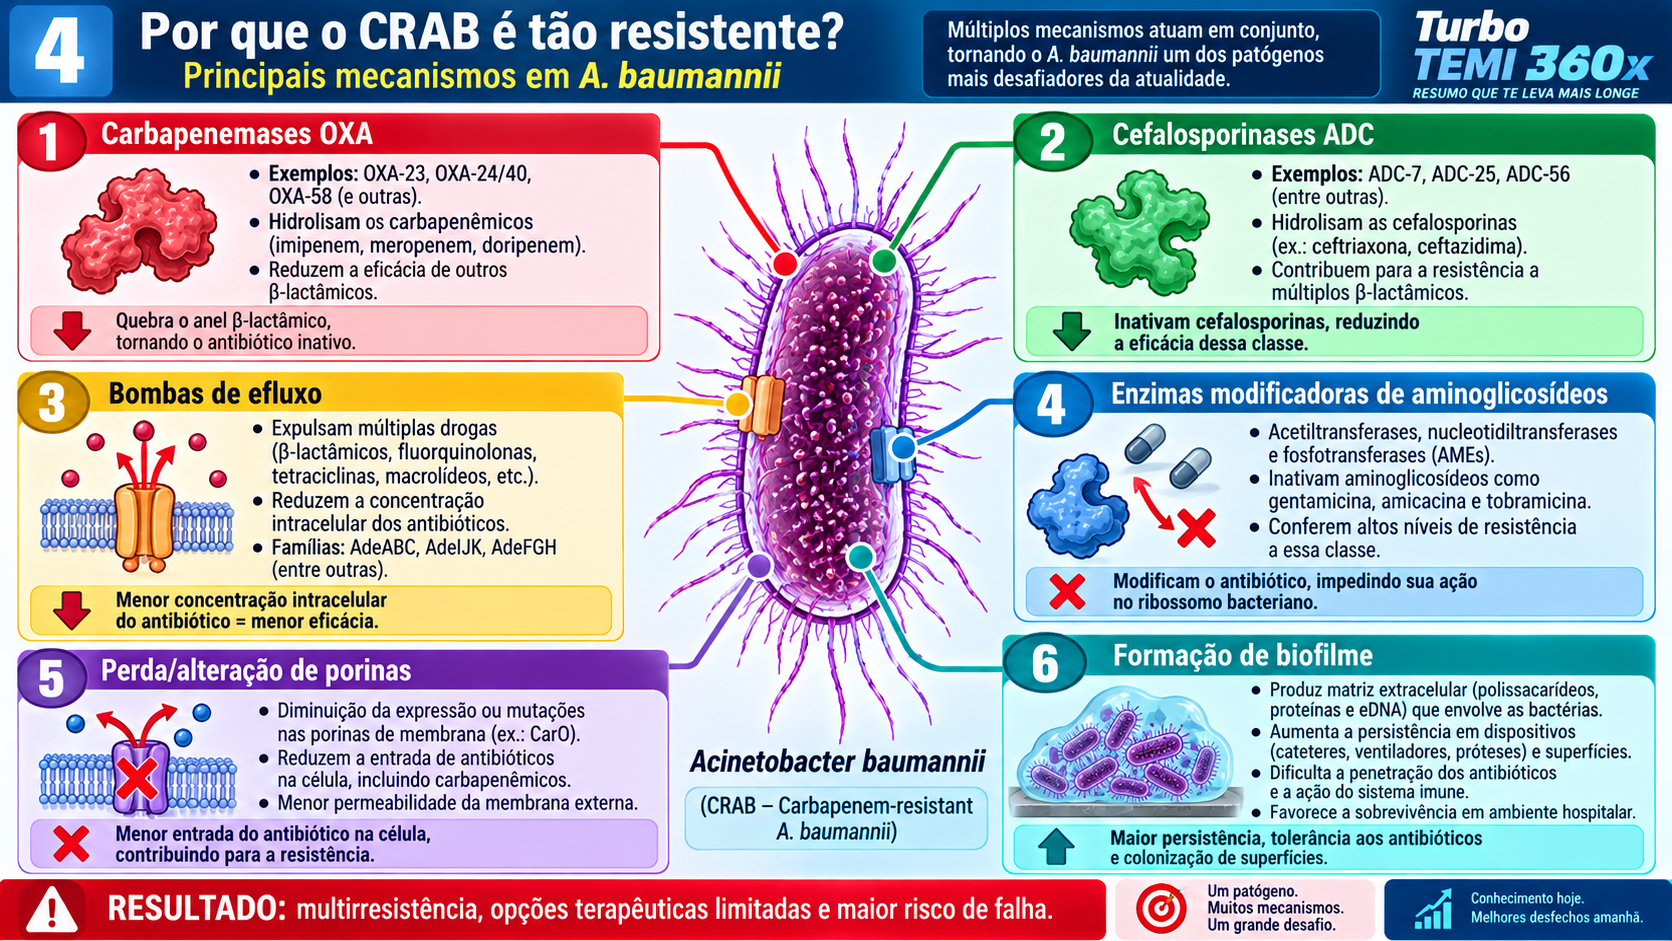 4
Por que o CRAB é tão resistente?
Principais mecanismos em A. baumannii
Múltiplos mecanismos atuam em conjunto,
tornando o A. baumannii um dos patógenos
mais desafiadores da atualidade.
Turbo
TEMI 360x
RESUMO QUE TE LEVA MAIS LONGE
1
Carbapenemases OXA
• Exemplos: OXA-23, OXA-24/40,
OXA-58 (e outras).
• Hidrolisam os carbapenêmicos
(imipenem, meropenem, doripenem).
• Reduzem a eficácia de outros
β-lactâmicos.
Quebra o anel β-lactâmico,
tornando o antibiótico inativo.
2
Cefalosporinases ADC
• Exemplos: ADC-7, ADC-25, ADC-56
(entre outras).
• Hidrolisam as cefalosporinas
(ex.: ceftriaxona, ceftazidima).
• Contribuem para a resistência a
múltiplos β-lactâmicos.
Inativam cefalosporinas, reduzindo
a eficácia dessa classe.
3
Bombas de efluxo
• Expulsam múltiplas drogas
(β-lactâmicos, fluorquinolonas,
tetraciclinas, macrolídeos, etc.).
• Reduzem a concentração
intracelular dos antibióticos.
• Famílias: AdeABC, AdeIJK, AdeFGH
(entre outras).
Menor concentração intracelular
do antibiótico = menor eficácia.
4
Enzimas modificadoras de aminoglicosídeos
• Acetiltransferases, nucleotidiltransferases
e fosfotransferases (AMEs).
• Inativam aminoglicosídeos como
gentamicina, amicacina e tobramicina.
• Conferem altos níveis de resistência
a essa classe.
Modificam o antibiótico, impedindo sua ação
no ribossomo bacteriano.
5
Perda/alteração de porinas
• Diminuição da expressão ou mutações
nas porinas de membrana (ex.: CarO).
• Reduzem a entrada de antibióticos
na célula, incluindo carbapenêmicos.
• Menor permeabilidade da membrana externa.
Menor entrada do antibiótico na célula,
contribuindo para a resistência.
Acinetobacter baumannii
(CRAB – Carbapenem-resistant
A. baumannii)
6
Formação de biofilme
• Produz matriz extracelular (polissacarídeos,
proteínas e eDNA) que envolve as bactérias.
• Aumenta a persistência em dispositivos
(cateteres, ventiladores, próteses) e superfícies.
• Dificulta a penetração dos antibióticos
e a ação do sistema imune.
• Favorece a sobrevivência em ambiente hospitalar.
Maior persistência, tolerância aos antibióticos
e colonização de superfícies.
RESULTADO: multirresistência, opções terapêuticas limitadas e maior risco de falha.
Um patógeno.
Muitos mecanismos.
Um grande desafio.
Conhecimento hoje.
Melhores desfechos amanhã.